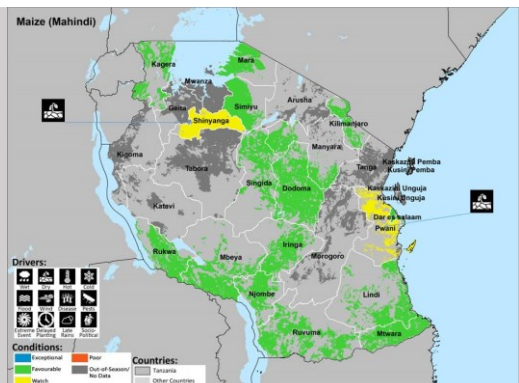 Maize (Mahindi)
Kagera
Mara
Mwanza
Geita
Simiyu
Arusha
Shinyanga
Kilimanjaro
Manyara
Kigoma
Tabora
Tanga
Kaskazini Pemba
Kusini Pemba
Singida
Dodoma
Kaskazini Unguja
Kusini Unguja
Katavi
Dar es salaam
Pwani
Rukwa
Mbeya
Iringa
Morogoro
Njombe
Lindi
Ruvuma
Mtwara
Drivers:
Wet Dry Hot Cold
Flood Wind Disease Pests
Extreme Event Delayed Planting Late Rains Socio-Political
Conditions:
Exceptional Poor
Favourable Out-of-Season/
No Data
Watch
Countries:
Tanzania
Other Countries